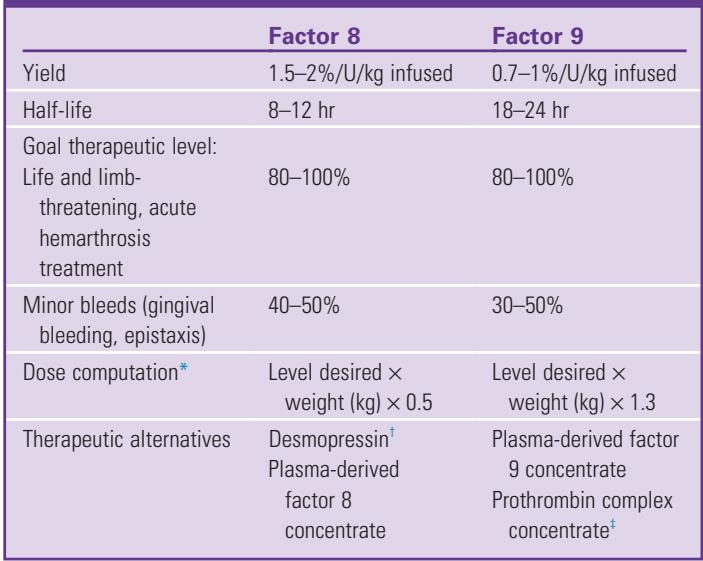 Factor 8 Factor 9
Yield 1.5–2%/U/kg infused 0.7–1%/U/kg infused
Half-life 8–12 hr 18–24 hr
Goal therapeutic level:
Life and limb- 80–100% 80–100%
threatening, acute
hemarthrosis
treatment
Minor bleeds (gingival 40–50% 30–50%
bleeding, epistaxis)
Dose computation* Level desired × Level desired ×
weight (kg) × 0.5 weight (kg) × 1.3
Therapeutic alternatives Desmopressin† Plasma-derived factor
Plasma-derived 9 concentrate
factor 8 Prothrombin complex
concentrate concentrate‡